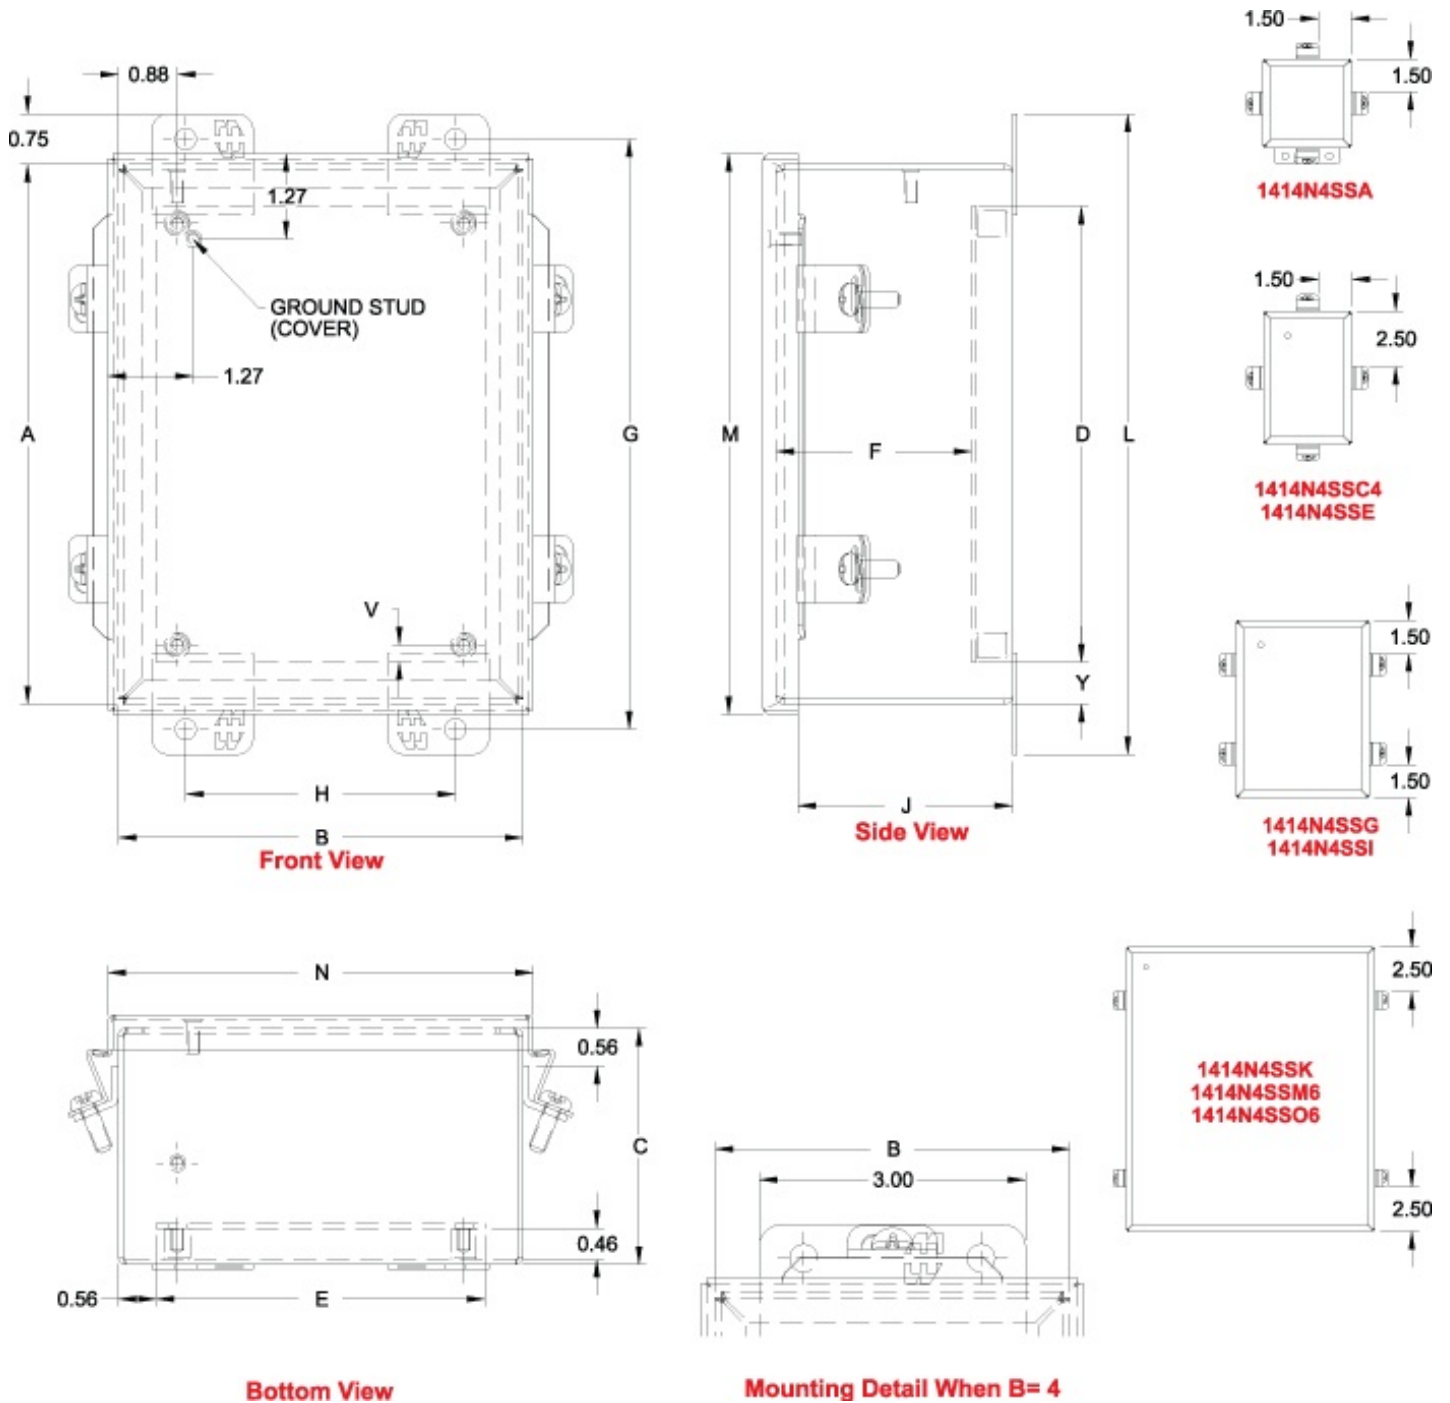 0.88
0.75
1.27
GROUND STUD
(COVER)
1.27
A
G
V
H
B
Front View
M
F
D
L
Y
J
Side View
1.50
1.50
1414N4SSA
1.50
2.50
1414N4SSC4
1414N4SSE
1.50
1.50
1414N4SSG
1414N4SSI
N
0.56
C
0.46
0.56
E
Bottom View
B
3.00
Mounting Detail When B= 4
2.50
1414N4SSK
1414N4SSM6
1414N4SSO6
2.50